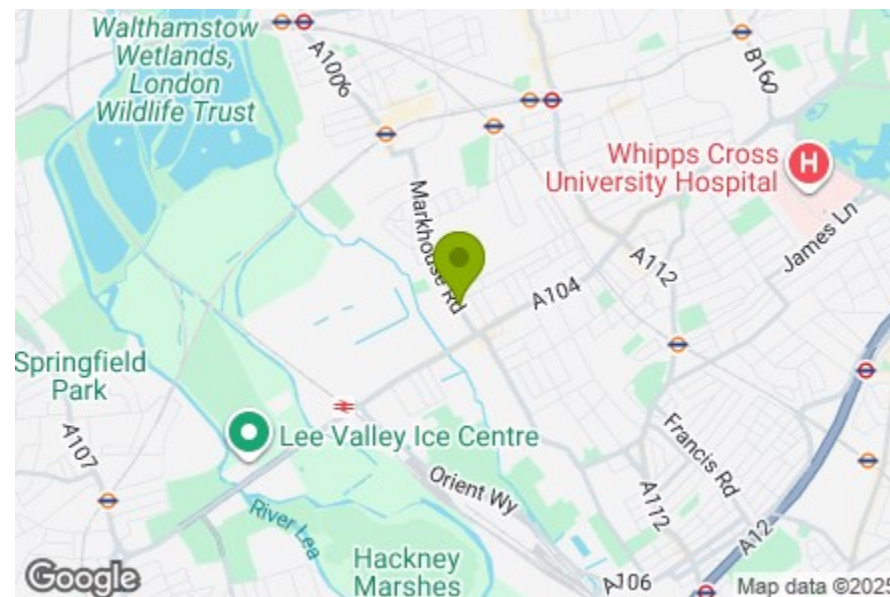 Walthamstow
Wetlands,
London
Wildlife Trust
A1006
B160
Whipps Cross
University Hospital
H
Markhouse Rd
James Ln
A112
A104
Springfield
Park
A107
Lee Valley Ice Centre
Francis Rd
Orient Wy
A112
River Lea
A12
Hackney
Marshes
A106
Google
Map data ©2025